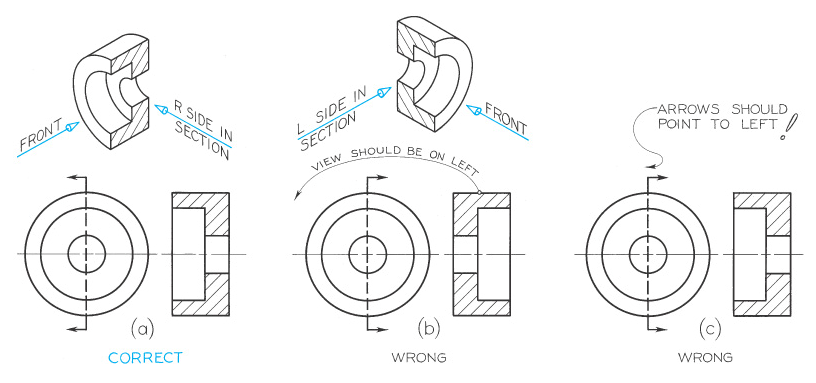 FRONT
R SIDE IN
SECTION
L SIDE IN
SECTION
FRONT
VIEW SHOULD BE ON LEFT
ARROWS SHOULD
POINT TO LEFT!
(a)
(b)
(c)
CORRECT
WRONG
WRONG